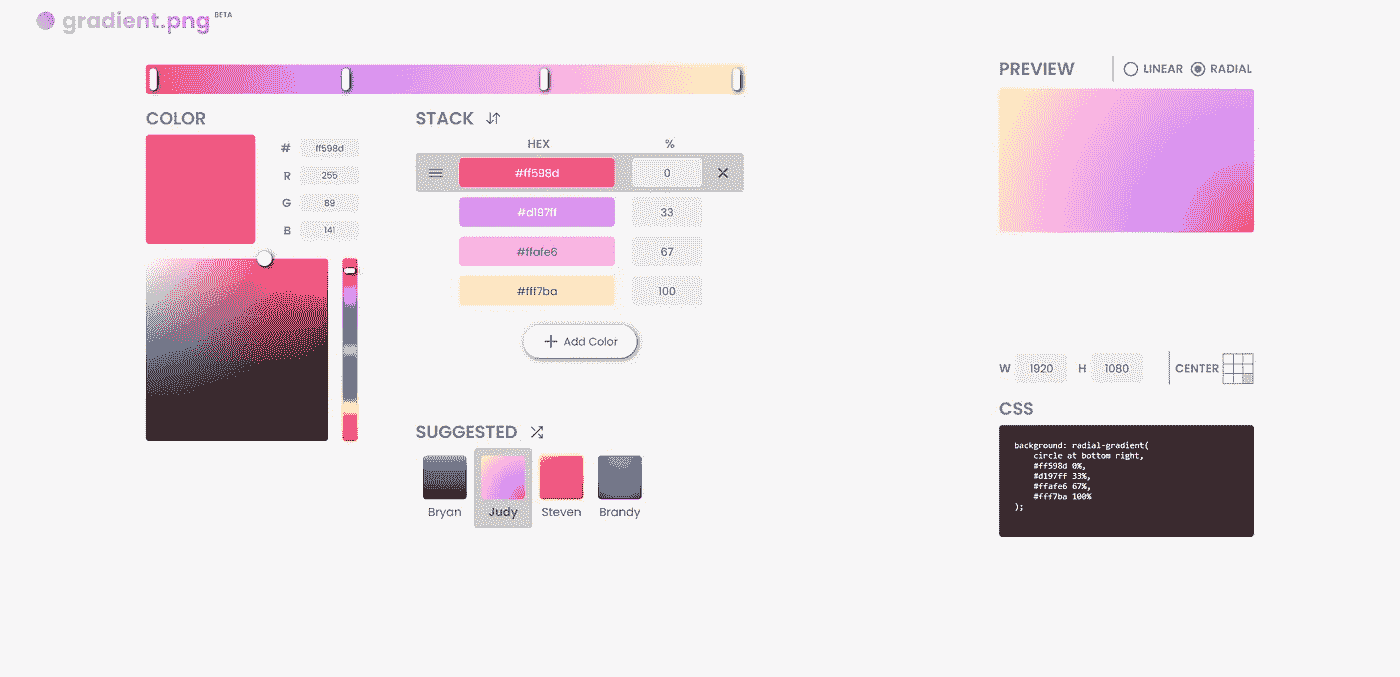 gradient.png BETA
PREVIEW
LINEAR
RADIAL
COLOR
# ff598d
R 255
G 89
B 141
STACK
HEX %
#ff598d 0
#d197ff 33
#ffafe6 67
#fff7ba 100
Add Color
SUGGESTED
Bryan Judy Steven Brandy
W 1920 H 1080 CENTER
CSS
background: radial-gradient(
circle at bottom right,
#ff598d 0%,
#d197ff 33%,
#ffafe6 67%,
#fff7ba 100%
);